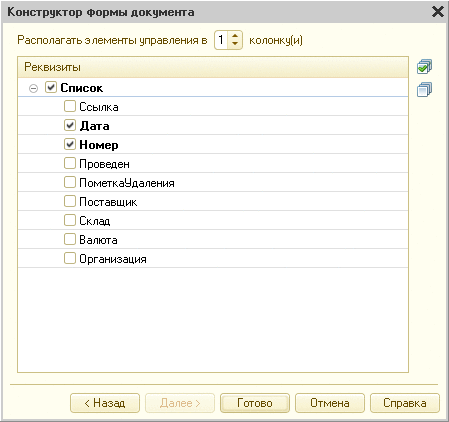 Конструктор формы документа
Располагать элементы управления в 1 колонку(и)
Реквизиты
Список
Ссылка
Дата
Номер
Проведен
ПометкаУдаления
Поставщик
Склад
Валюта
Организация
< Назад Далее > Готово Отмена Справка